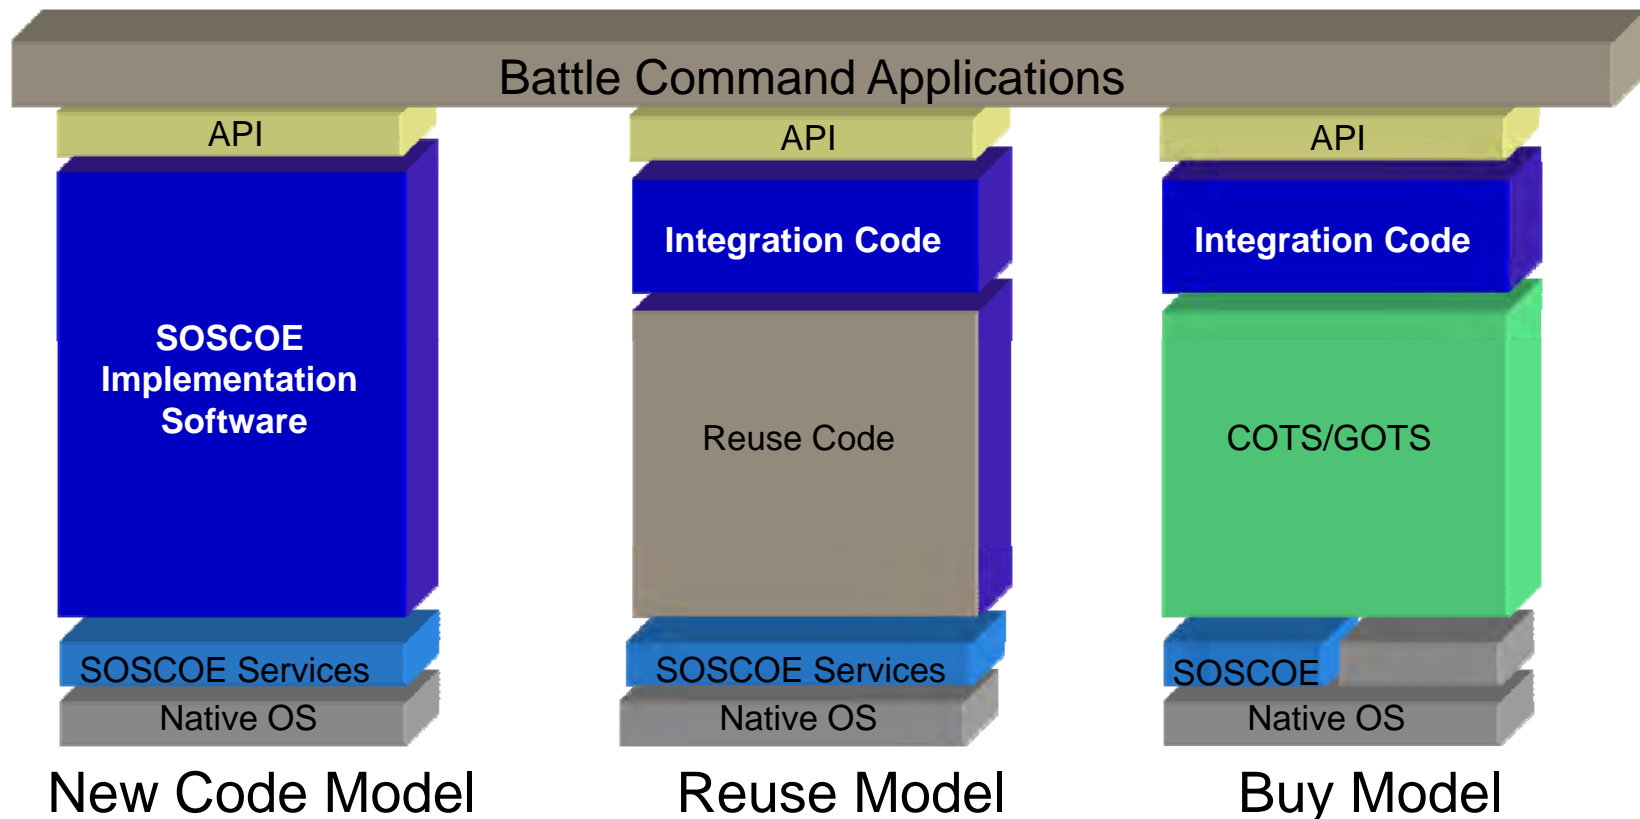 Battle Command Applications
API
SOSCOE
Implementation
Software
SOSCOE Services
Native OS
New Code Model
API
Integration Code
Reuse Code
SOSCOE Services
Native OS
Reuse Model
API
Integration Code
COTS/GOTS
SOSCOE
Native OS
Buy Model